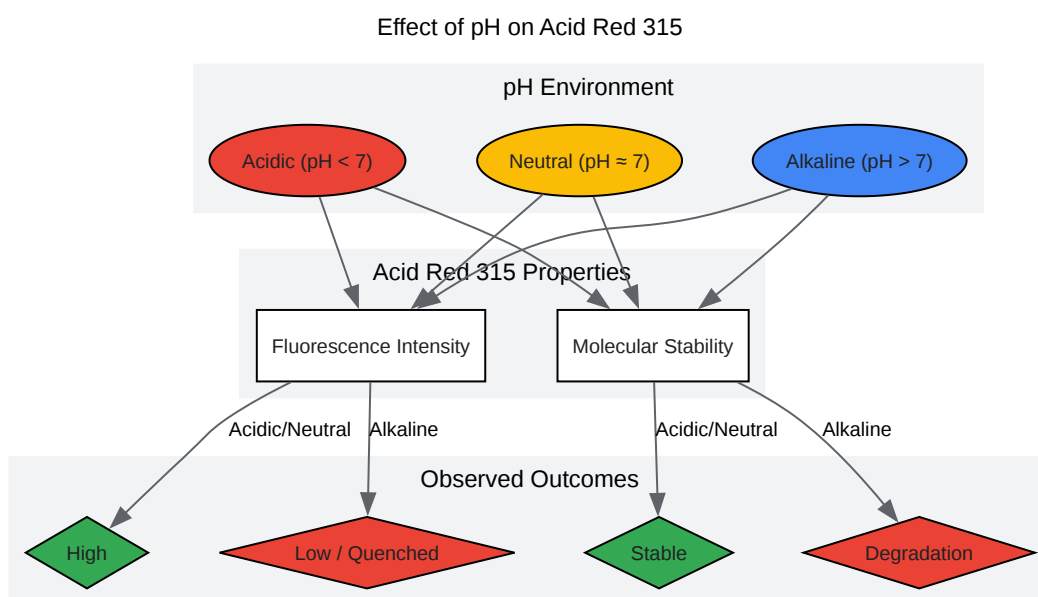 Effect of pH on Acid Red 315
pH Environment
Acidic (pH < 7)
Neutral (pH ≈ 7)
Alkaline (pH > 7)
Acid Red 315 Properties
Fluorescence Intensity
Molecular Stability
Acidic/Neutral
Alkaline
Acidic/Neutral
Alkaline
Observed Outcomes
High
Low / Quenched
Stable
Degradation